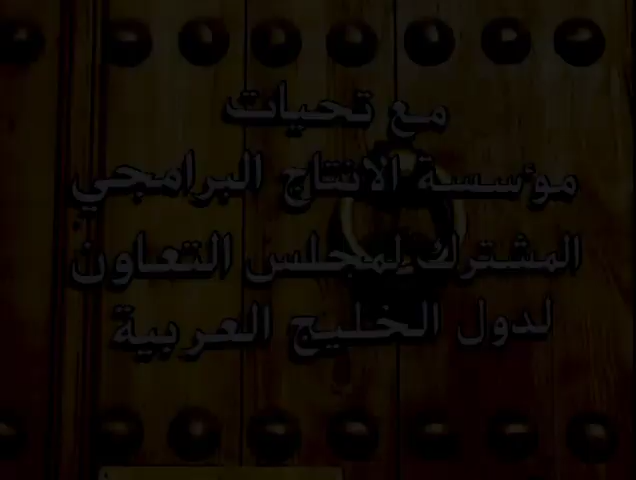 مع تحيات
مؤسسة الانتاج البرامجي
المشترك لمجلس التعاون
لدول الخليج العربية